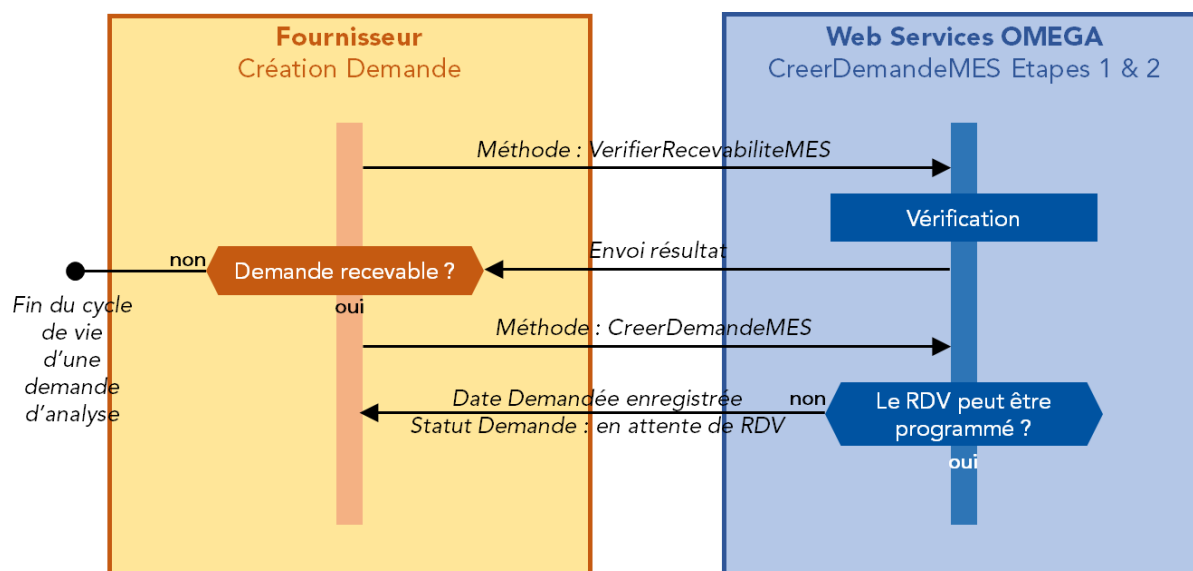 Fournisseur
Création Demande
Web Services OMEGA
CreerDemandeMES Etapes 1 & 2
Méthode : VerifierRecevabiliteMES
Vérification
Envoi résultat
non
Demande recevable ?
oui
Fin du cycle
de vie
d'une
demande
d'analyse
Méthode : CreerDemandeMES
Date Demandée enregistrée
Statut Demande : en attente de RDV
non
Le RDV peut être
programmé ?
oui